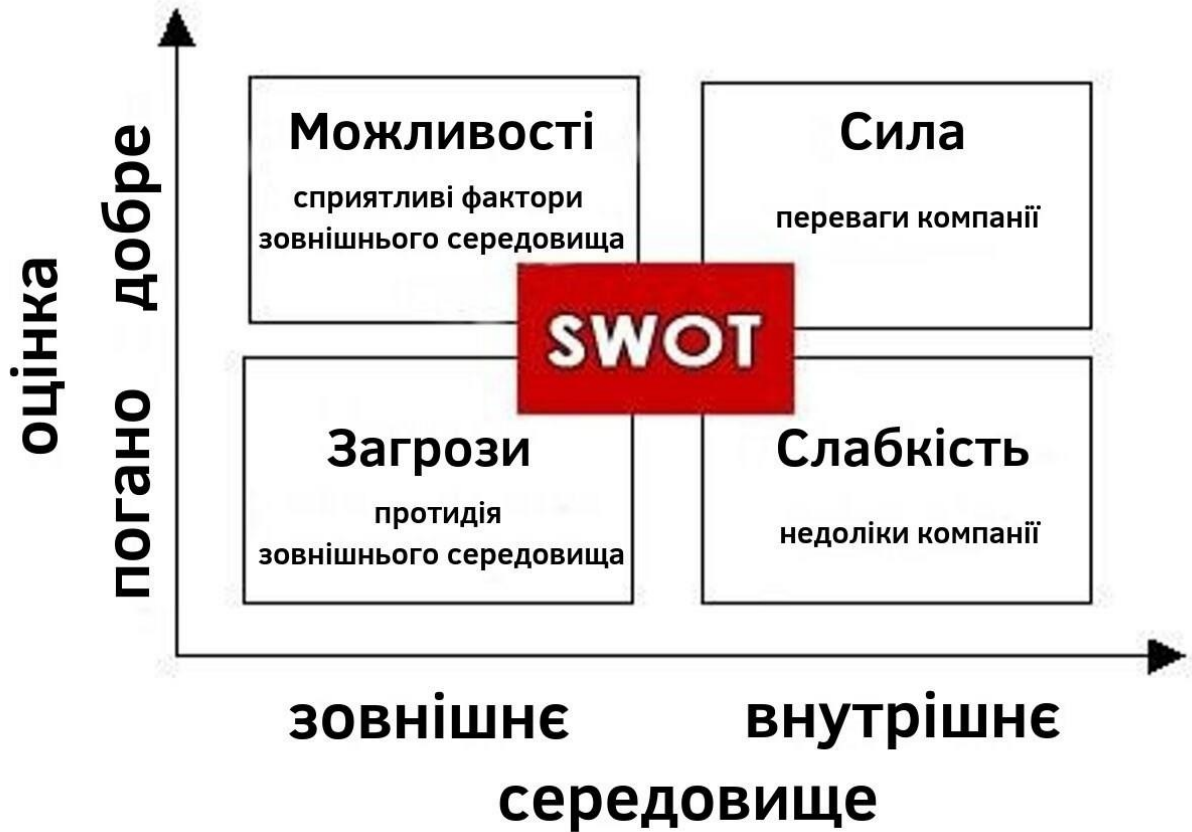 оцінка
добре
погано
Можливості
сприятливі фактори
зовнішнього середовища
Сила
переваги компанії
SWOT
Загрози
протидія
зовнішнього середовища
Слабкість
недоліки компанії
зовнішнє
внутрішнє
середовище